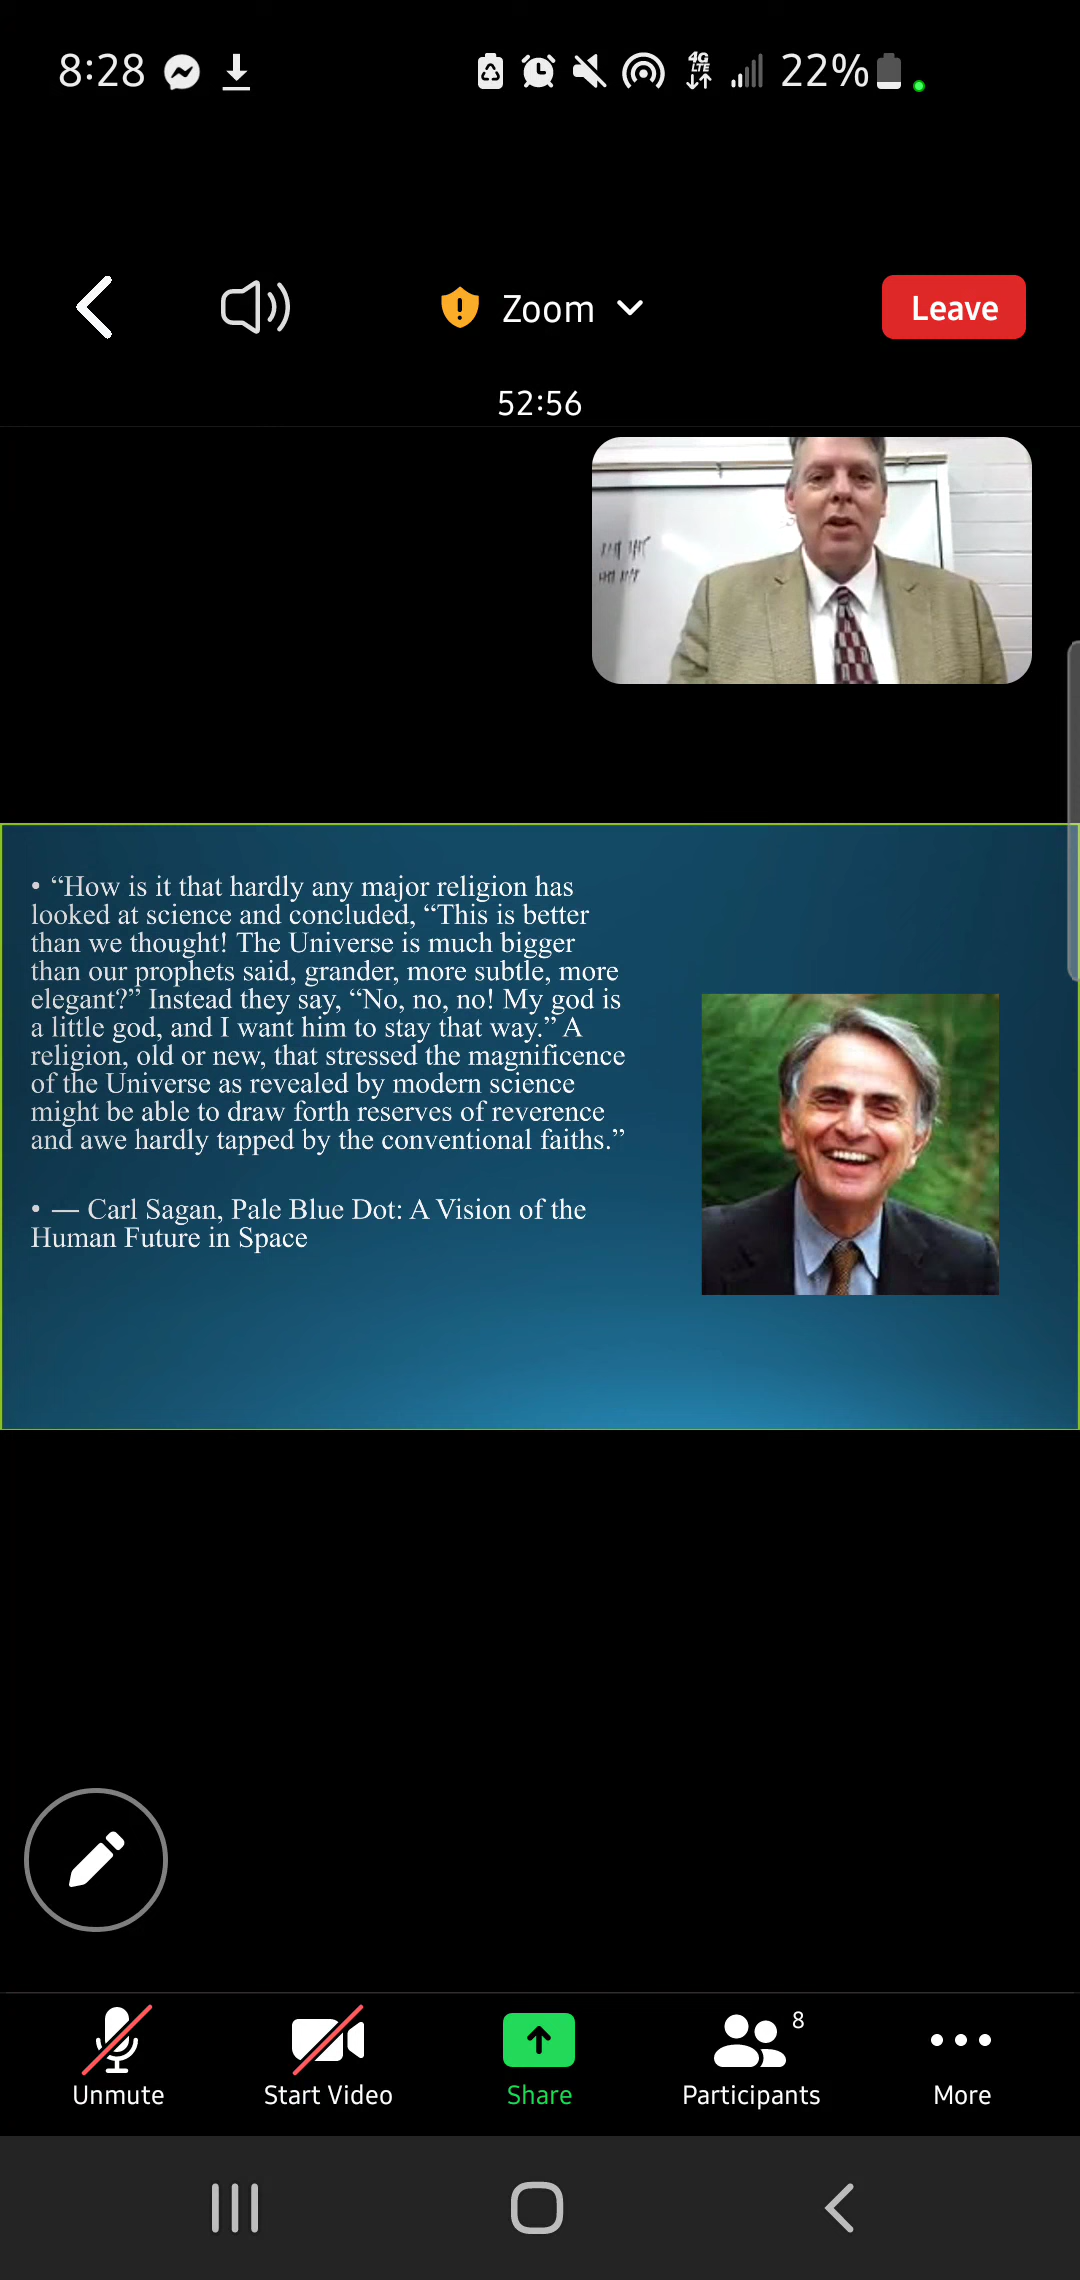 8:28 4G LTE 22%
Zoom Leave
52:56
• “How is it that hardly any major religion has
looked at science and concluded, “This is better
than we thought! The Universe is much bigger
than our prophets said, grander, more subtle, more
elegant?” Instead they say, “No, no, no! My god is
a little god, and I want him to stay that way.” A
religion, old or new, that stressed the magnificence
of the Universe as revealed by modern science
might be able to draw forth reserves of reverence
and awe hardly tapped by the conventional faiths.”
• — Carl Sagan, Pale Blue Dot: A Vision of the
Human Future in Space
8
Unmute Start Video Share Participants More